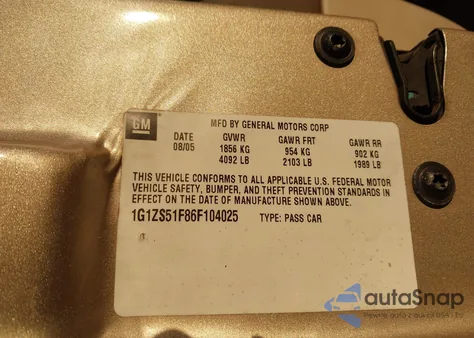 GM
MFD BY GENERAL MOTORS CORP
DATE GVWR GAWR FRT GAWR RR
08/05 1856 KG 954 KG 902 KG
4092 LB 2103 LB 1989 LB
THIS VEHICLE CONFORMS TO ALL APPLICABLE U.S. FEDERAL MOTOR
VEHICLE SAFETY, BUMPER, AND THEFT PREVENTION STANDARDS IN
EFFECT ON THE DATE OF MANUFACTURE SHOWN ABOVE.
1G1ZS51F86F104025 TYPE: PASS CAR
autoSnap